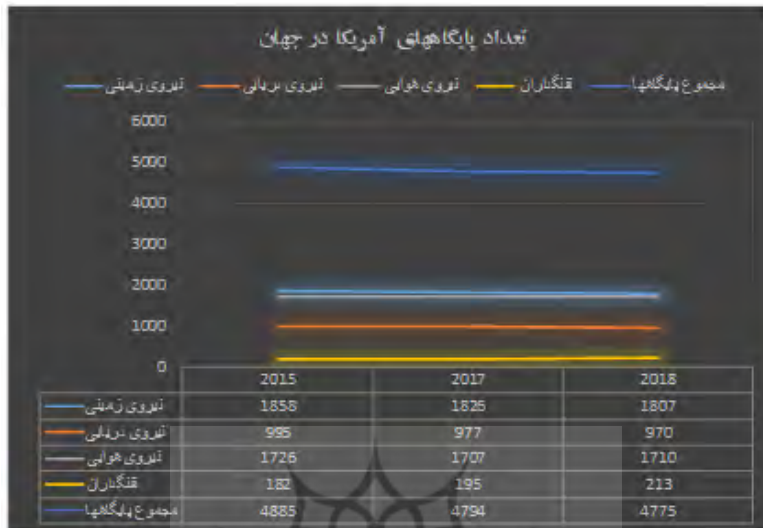 تعداد پایگاههای آمریکا در جهان
نیروی زمینی نیروی دریایی نیروی هوایی تفنگداران مجموع پایگاهها
6000
5000
4000
3000
2000
1000
0
2015 2017 2018
نیروی زمینی 1858 1825 1807
نیروی دریایی 995 977 970
نیروی هوایی 1726 1707 1710
تفنگداران 182 195 213
مجموع پایگاهها 4885 4794 4775